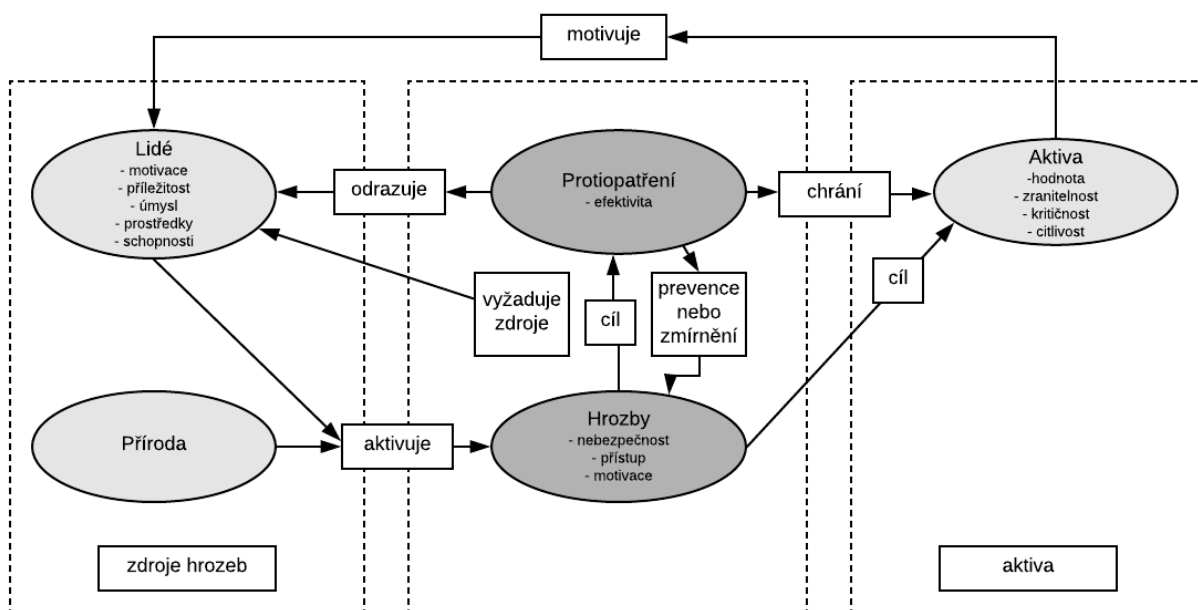 motivuje
Lidé
- motivace
- příležitost
- úmysl
- prostředky
- schopnosti
odrazuje
Protiopatření
- efektivita
chrání
Aktiva
-hodnota
- zranitelnost
- kritičnost
- citlivost
vyžaduje
zdroje
cíl
prevence
nebo
zmírnění
cíl
Příroda
aktivuje
Hrozby
- nebezpečnost
- přístup
- motivace
zdroje hrozeb
aktiva